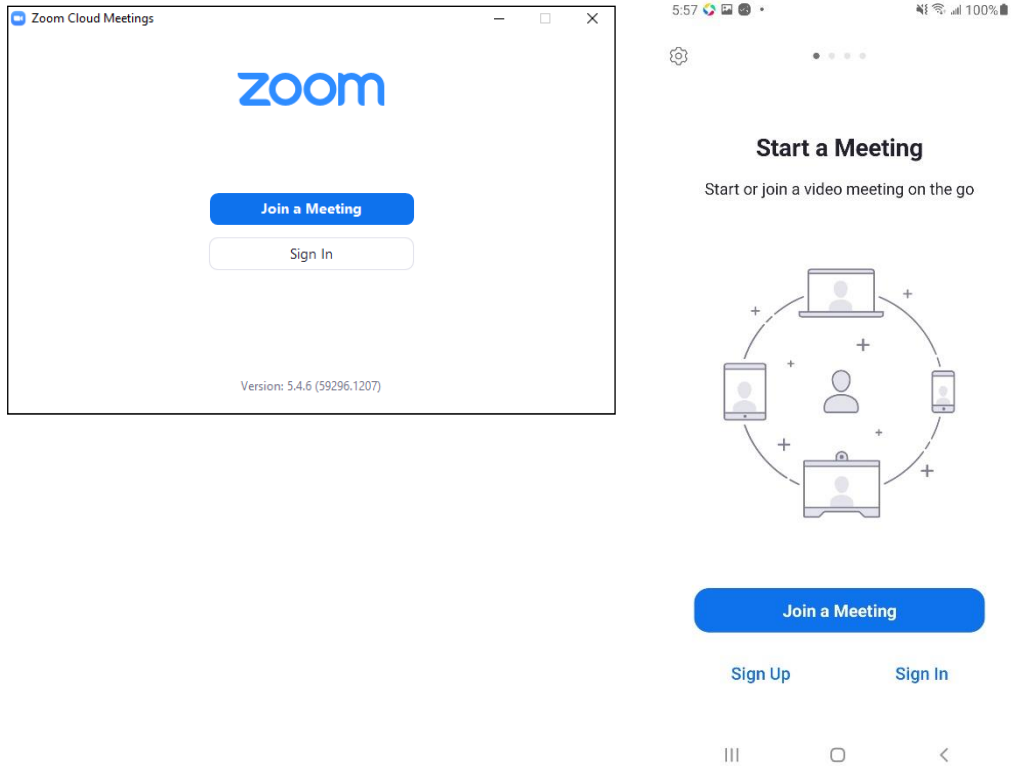 Zoom Cloud Meetings
zoom
Join a Meeting
Sign In
Version: 5.4.6 (59296.1207)
5:57
100%
Start a Meeting
Start or join a video meeting on the go
Join a Meeting
Sign Up
Sign In